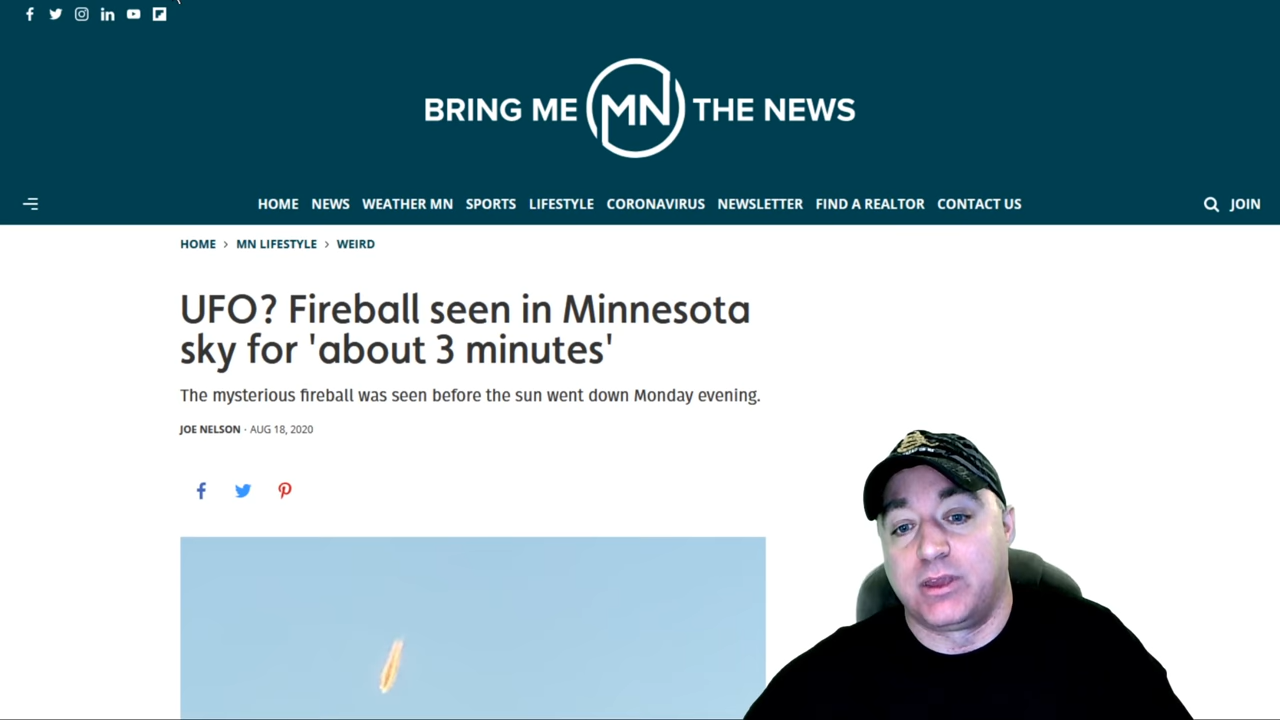 BRING ME MN THE NEWS
HOME NEWS WEATHER MN SPORTS LIFESTYLE CORONAVIRUS NEWSLETTER FIND A REALTOR CONTACT US JOIN
HOME > MN LIFESTYLE > WEIRD
UFO? Fireball seen in Minnesota
sky for 'about 3 minutes'
The mysterious fireball was seen before the sun went down Monday evening.
JOE NELSON · AUG 18, 2020